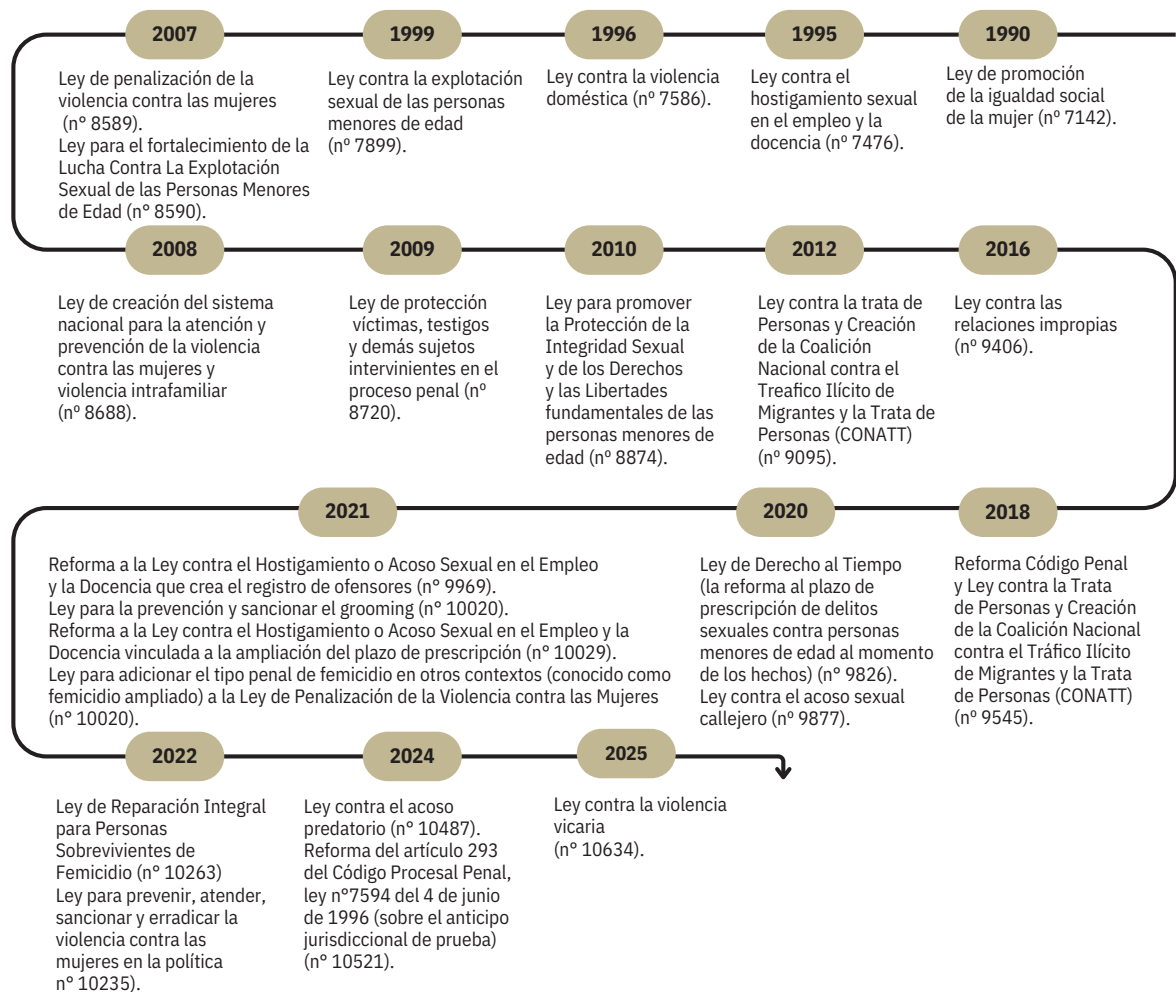 2007
Ley de penalización de la
violencia contra las mujeres
(n° 8589).
Ley para el fortalecimiento de la
Lucha Contra La Explotación
Sexual de las Personas Menores
de Edad (n° 8590).
1999
Ley contra la explotación
sexual de las personas
menores de edad
(nº 7899).
1996
Ley contra la violencia
doméstica (nº 7586).
1995
Ley contra el
hostigamiento sexual
en el empleo y la
docencia (nº 7476).
1990
Ley de promoción
de la igualdad social
de la mujer (nº 7142).
2008
Ley de creación del sistema
nacional para la atención y
prevención de la violencia
contra las mujeres y
violencia intrafamiliar
(nº 8688).
2009
Ley de protección
víctimas, testigos
y demás sujetos
intervinientes en el
proceso penal (nº
8720).
2010
Ley para promover
la Protección de la
Integridad Sexual
y de los Derechos
y las Libertades
fundamentales de las
personas menores de
edad (nº 8874).
2012
Ley contra la trata de
Personas y Creación
de la Coalición
Nacional contra el
Treafico Ilícito de
Migrantes y la Trata de
Personas (CONATT)
(nº 9095).
2016
Ley contra las
relaciones impropias
(nº 9406).
2021
Reforma a la Ley contra el Hostigamiento o Acoso Sexual en el Empleo
y la Docencia que crea el registro de ofensores (n° 9969).
Ley para la prevención y sancionar el grooming (n° 10020).
Reforma a la Ley contra el Hostigamiento o Acoso Sexual en el Empleo y la
Docencia vinculada a la ampliación del plazo de prescripción (n° 10029).
Ley para adicionar el tipo penal de femicidio en otros contextos (conocido como
femicidio ampliado) a la Ley de Penalización de la Violencia contra las Mujeres
(n° 10020).
2020
Ley de Derecho al Tiempo
(la reforma al plazo de
prescripción de delitos
sexuales contra personas
menores de edad al momento
de los hechos) (n° 9826).
Ley contra el acoso sexual
callejero (n° 9877).
2018
Reforma Código Penal
y Ley contra la Trata
de Personas y Creación
de la Coalición Nacional
contra el Tráfico Ilícito
de Migrantes y la Trata
de Personas (CONATT)
(nº 9545).
2022
Ley de Reparación Integral
para Personas
Sobrevivientes de
Femicidio (n° 10263)
Ley para prevenir, atender,
sancionar y erradicar la
violencia contra las
mujeres en la política
n° 10235).
2024
Ley contra el acoso
predatorio (n° 10487).
Reforma del artículo 293
del Código Procesal Penal,
ley n°7594 del 4 de junio
de 1996 (sobre el anticipo
jurisdiccional de prueba)
(n° 10521).
2025
Ley contra la violencia
vicaria
(n° 10634).